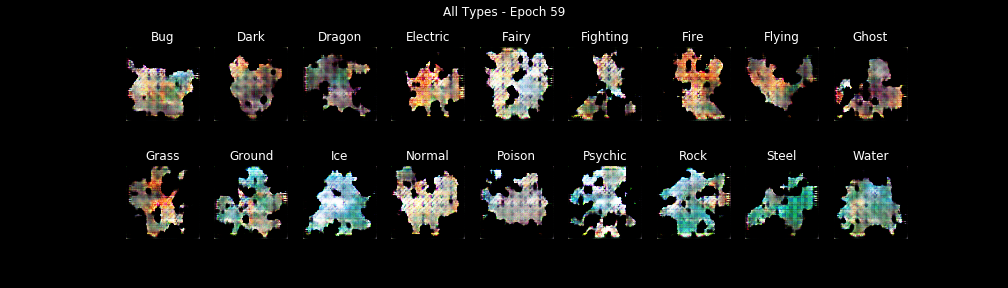 All Types - Epoch 59
Bug Dark Dragon Electric Fairy Fighting Fire Flying Ghost
Grass Ground Ice Normal Poison Psychic Rock Steel Water